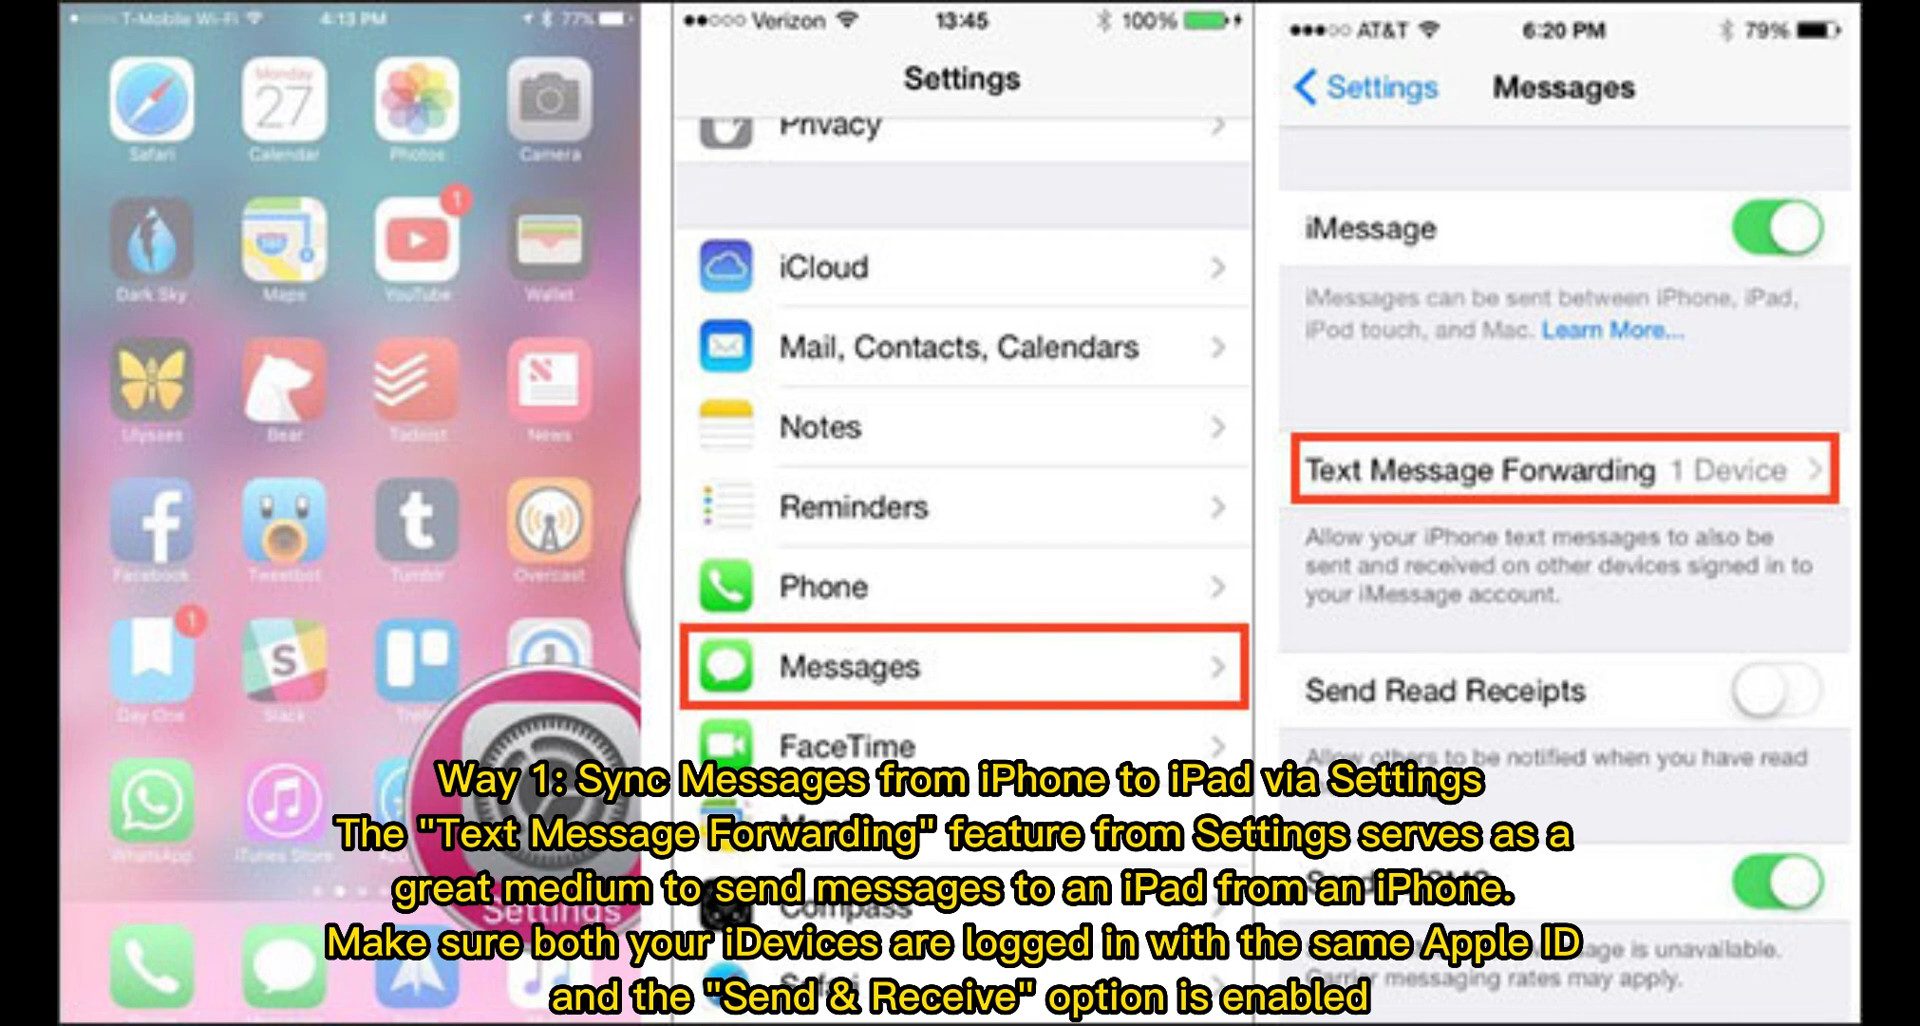 T-Mobile Wi-Fi 4:13 PM 77%
Monday
27
Safari Calendar Photos Camera
1
Dark Sky Maps YouTube Wallet
Ulysses Bear Todoist News
Facebook Tweetbot Tumblr Overcast
1
Day One Slack
WhatsApp iTunes Store
Settings
Verizon 13:45 100%
Settings
Privacy
iCloud
Mail, Contacts, Calendars
Notes
Reminders
Phone
Messages
FaceTime
Compass
Safari
AT&T 6:20 PM 79%
Settings Messages
iMessage
iMessages can be sent between iPhone, iPad,
iPod touch, and Mac. Learn More...
Text Message Forwarding 1 Device
Allow your iPhone text messages to also be
sent and received on other devices signed in to
your iMessage account.
Send Read Receipts
Allow others to be notified when you have read
is unavailable.
Carrier messaging rates may apply.
Way 1: Sync Messages from iPhone to iPad via Settings
The "Text Message Forwarding" feature from Settings serves as a
great medium to send messages to an iPad from an iPhone.
Make sure both your iDevices are logged in with the same Apple ID
and the "Send & Receive" option is enabled